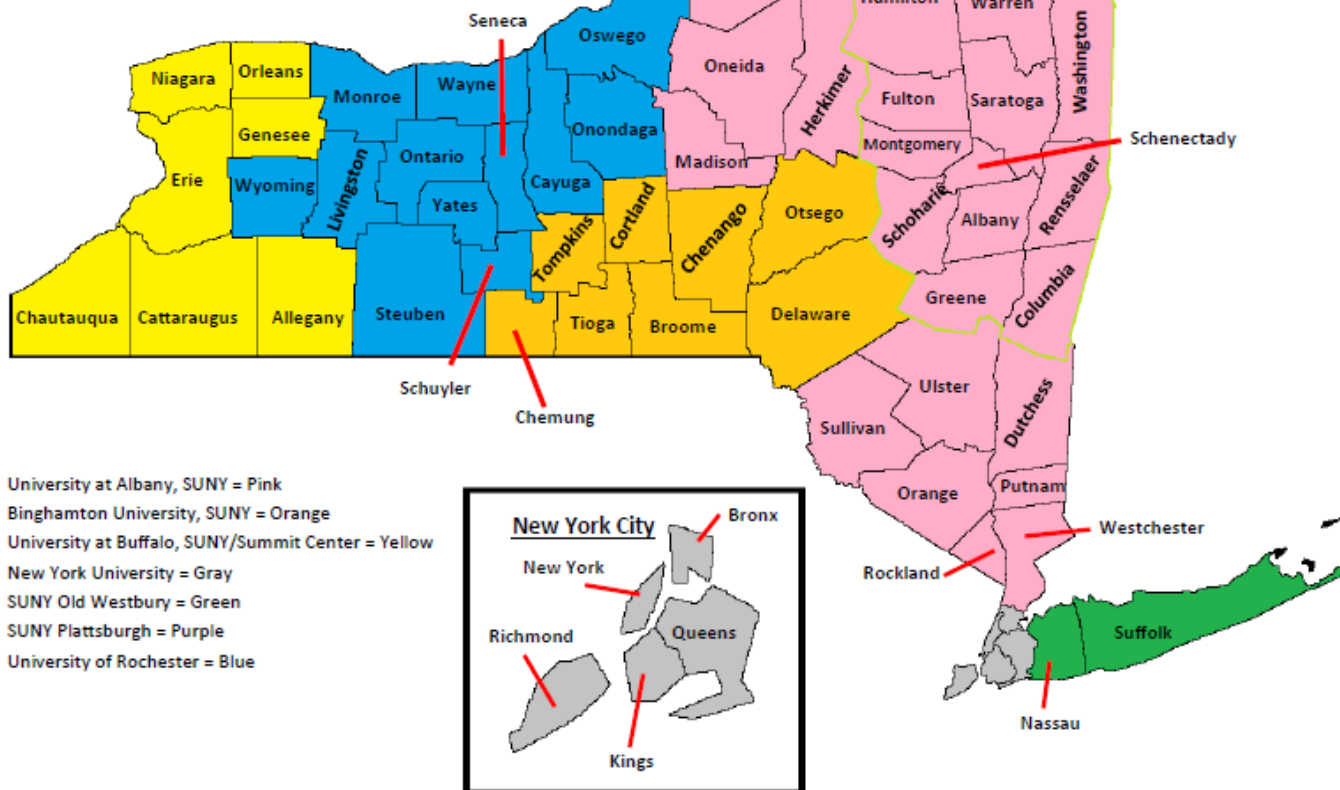 Hamilton
Warren
Washington
Seneca
Oswego
Oneida
Herkimer
Niagara
Orleans
Monroe
Wayne
Fulton
Saratoga
Genesee
Onondaga
Montgomery
Schenectady
Ontario
Madison
Erie
Wyoming
Livingston
Cayuga
Yates
Cortland
Chenango
Otsego
Schoharie
Albany
Rensselaer
Tompkins
Chautauqua
Cattaraugus
Allegany
Steuben
Tioga
Broome
Delaware
Greene
Columbia
Schuyler
Chemung
Ulster
Dutchess
Sullivan
Orange
Putnam
Westchester
Rockland
Suffolk
Nassau
University at Albany, SUNY = Pink
Binghamton University, SUNY = Orange
University at Buffalo, SUNY/Summit Center = Yellow
New York University = Gray
SUNY Old Westbury = Green
SUNY Plattsburgh = Purple
University of Rochester = Blue
New York City
Bronx
New York
Richmond
Queens
Kings